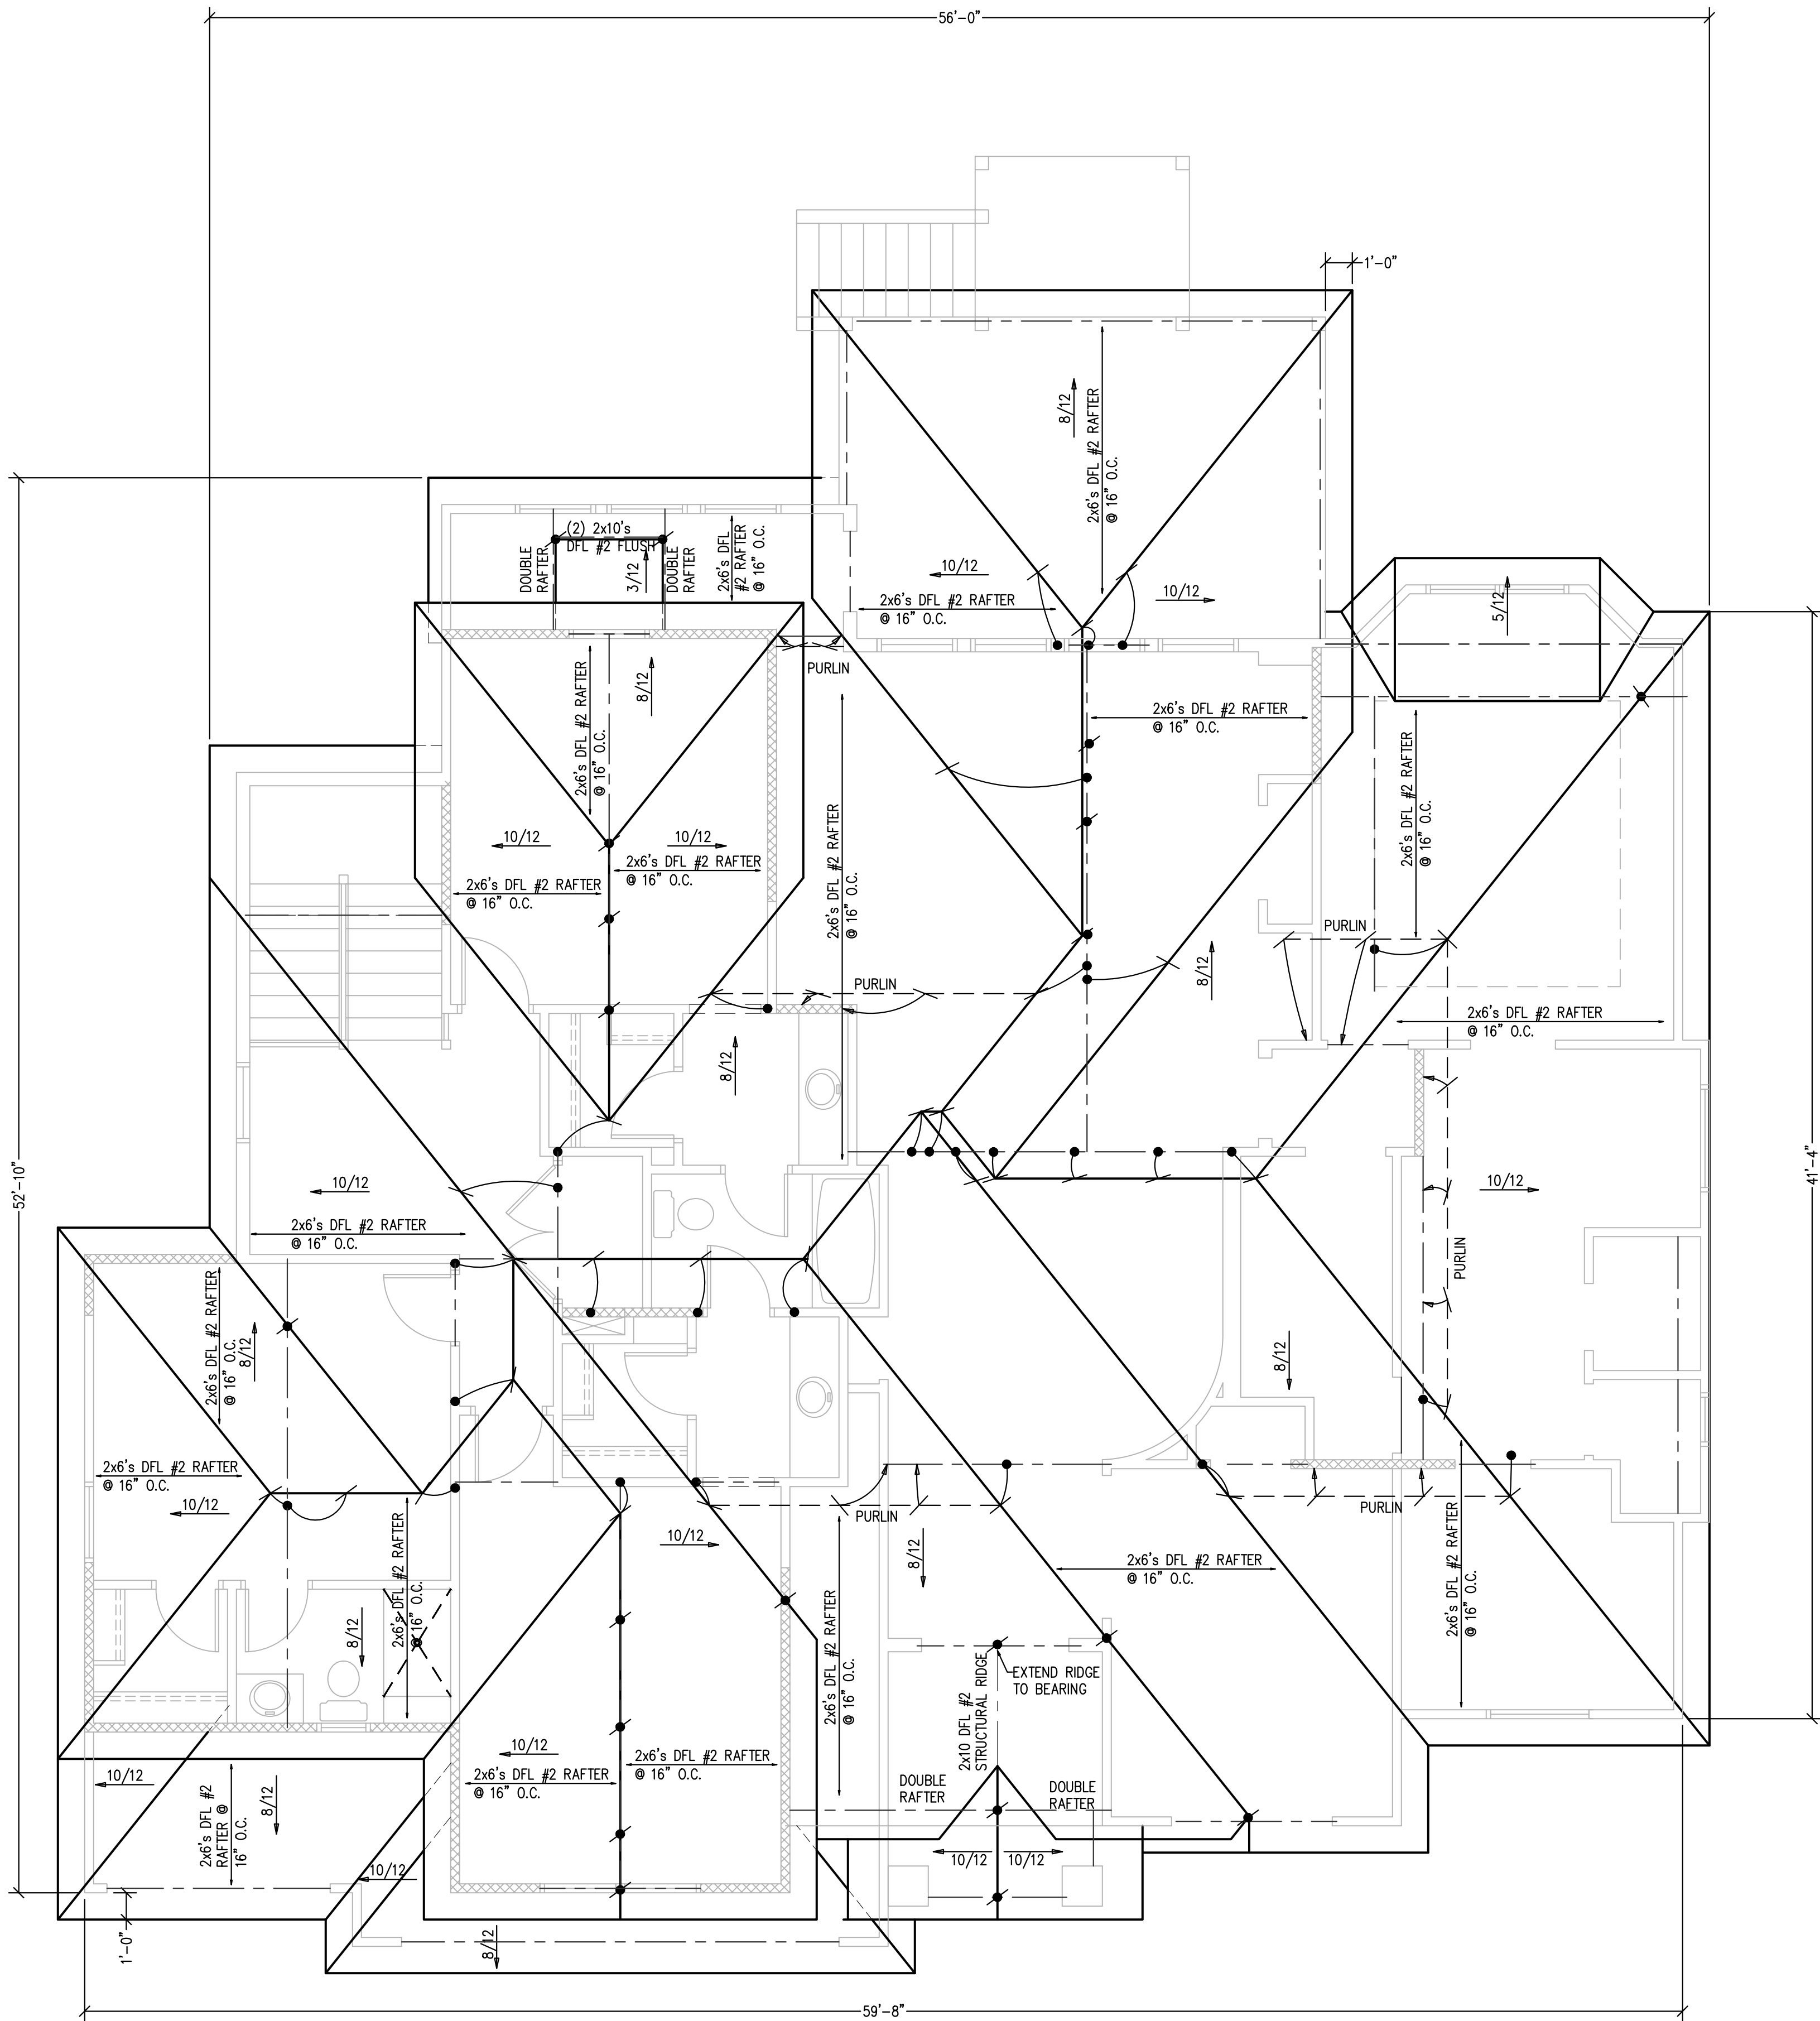 56'-0"
1'-0"
8/12
2x6's DFL #2 RAFTER
@ 16" O.C.
(2) 2x10's
DFL #2 FLUSH
DOUBLE
RAFTER
3/12
DOUBLE
RAFTER
2x6's DFL
#2 RAFTER
@ 16" O.C.
10/12
2x6's DFL #2 RAFTER
@ 16" O.C.
10/12
5/12
PURLIN
2x6's DFL #2 RAFTER
@ 16" O.C.
8/12
2x6's DFL #2 RAFTER
@ 16" O.C.
2x6's DFL #2 RAFTER
@ 16" O.C.
10/12
10/12
2x6's DFL #2 RAFTER
@ 16" O.C.
2x6's DFL #2 RAFTER
@ 16" O.C.
2x6's DFL #2 RAFTER
@ 16" O.C.
PURLIN
PURLIN
8/12
2x6's DFL #2 RAFTER
@ 16" O.C.
8/12
52'-10"
41'-4"
10/12
10/12
2x6's DFL #2 RAFTER
@ 16" O.C.
PURLIN
2x6's DFL #2 RAFTER
@ 16" O.C.
8/12
8/12
2x6's DFL #2 RAFTER
@ 16" O.C.
10/12
2x6's DFL #2 RAFTER
@ 16" O.C.
10/12
PURLIN
PURLIN
8/12
2x6's DFL #2 RAFTER
@ 16" O.C.
2x6's DFL #2 RAFTER
@ 16" O.C.
8/12
2x6's DFL #2 RAFTER
@ 16" O.C.
2x10 DFL #2
STRUCTURAL RIDGE
EXTEND RIDGE
TO BEARING
10/12
2x6's DFL #2 RAFTER
@ 16" O.C.
2x6's DFL #2 RAFTER
@ 16" O.C.
DOUBLE
RAFTER
DOUBLE
RAFTER
10/12
2x6's DFL #2
RAFTER @
16" O.C.
8/12
10/12
10/12
10/12
8/12
1'-0"
59'-8"